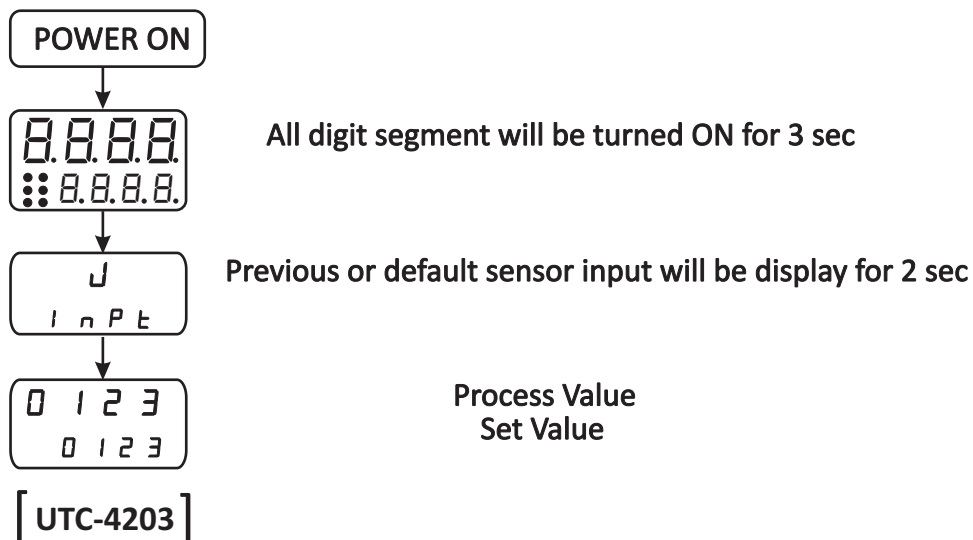 POWER ON
8.8.8.8.
All digit segment will be turned ON for 3 sec
8.8.8.8.
J
Previous or default sensor input will be display for 2 sec
InPt
0123
Process Value
0123
Set Value
[UTC-4203]